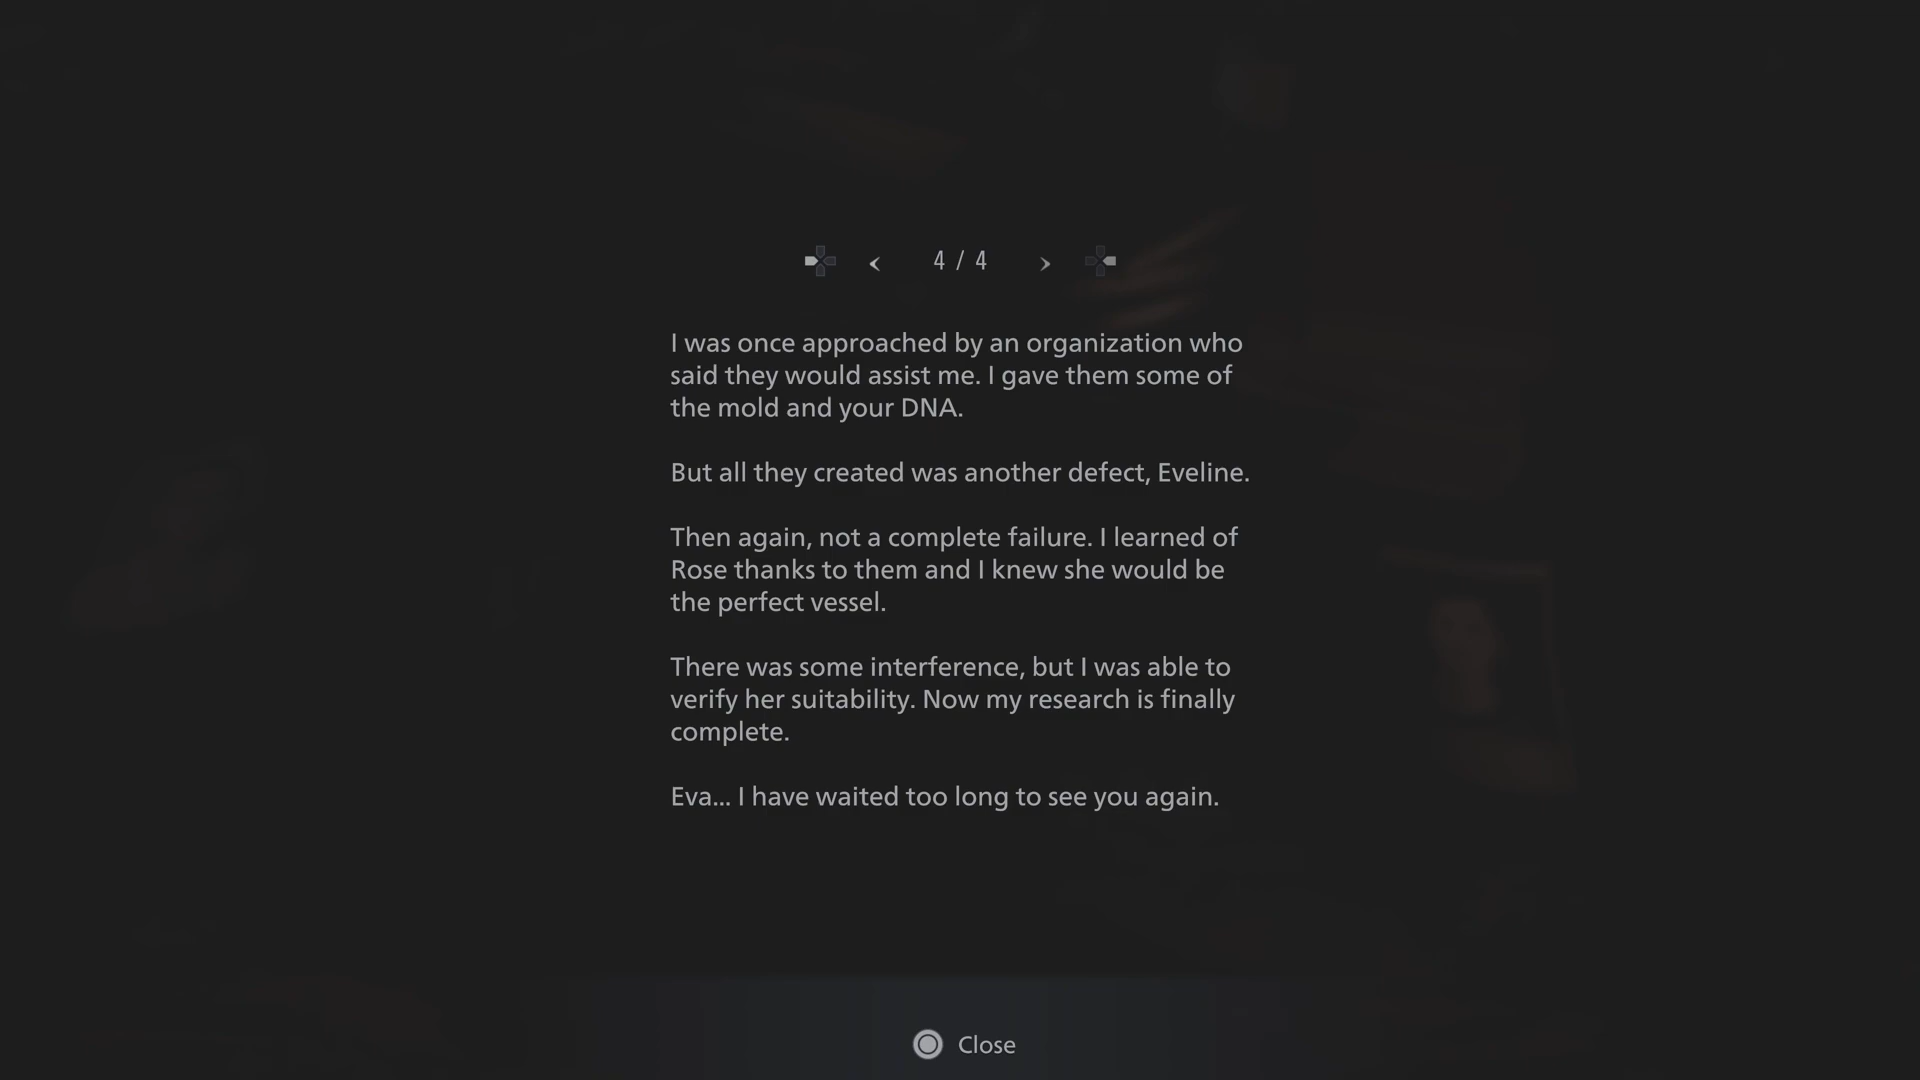 < 4 / 4 >
I was once approached by an organization who
said they would assist me. I gave them some of
the mold and your DNA.
But all they created was another defect, Eveline.
Then again, not a complete failure. I learned of
Rose thanks to them and I knew she would be
the perfect vessel.
There was some interference, but I was able to
verify her suitability. Now my research is finally
complete.
Eva... I have waited too long to see you again.
Close